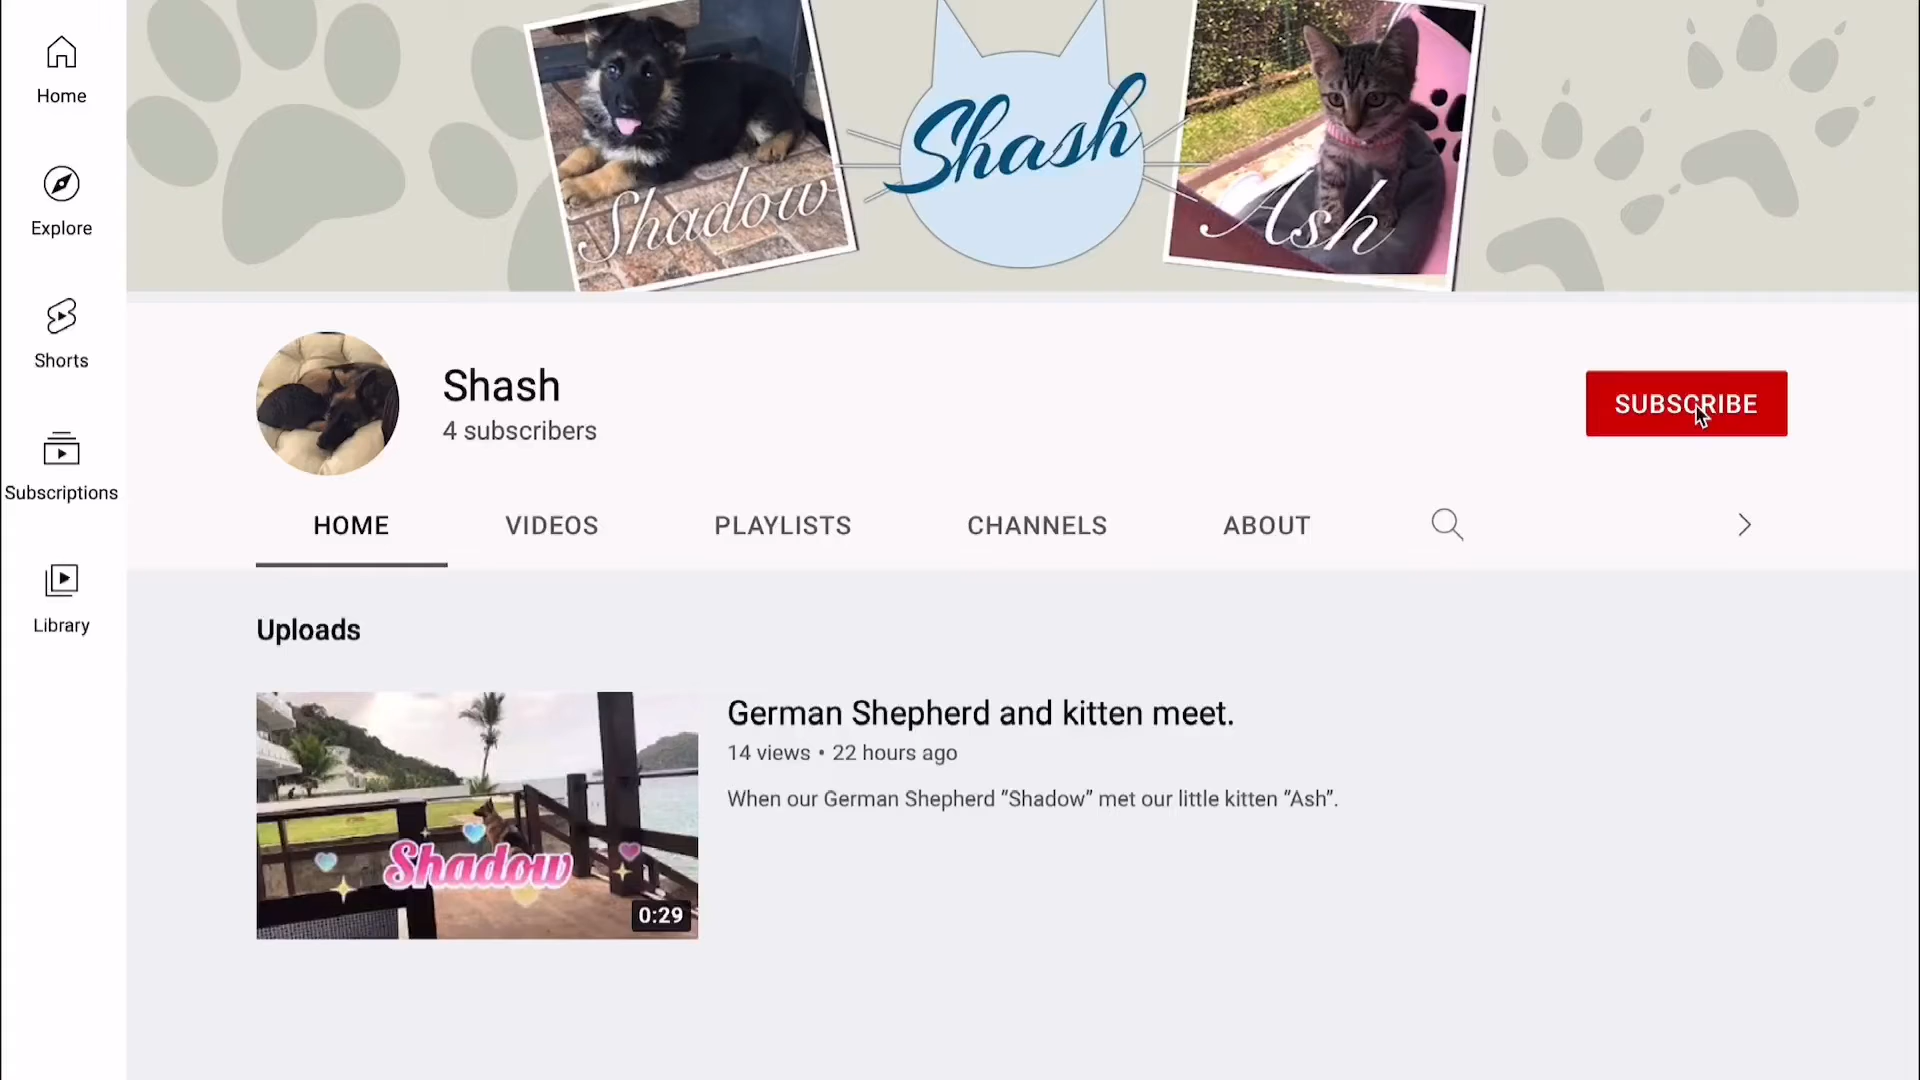 Shadow
Shash
Ash
Home
Explore
Shorts
Subscriptions
Library
Shash
4 subscribers
SUBSCRIBE
HOME VIDEOS PLAYLISTS CHANNELS ABOUT
Uploads
Shadow
0:29
German Shepherd and kitten meet.
14 views • 22 hours ago
When our German Shepherd “Shadow” met our little kitten “Ash”.